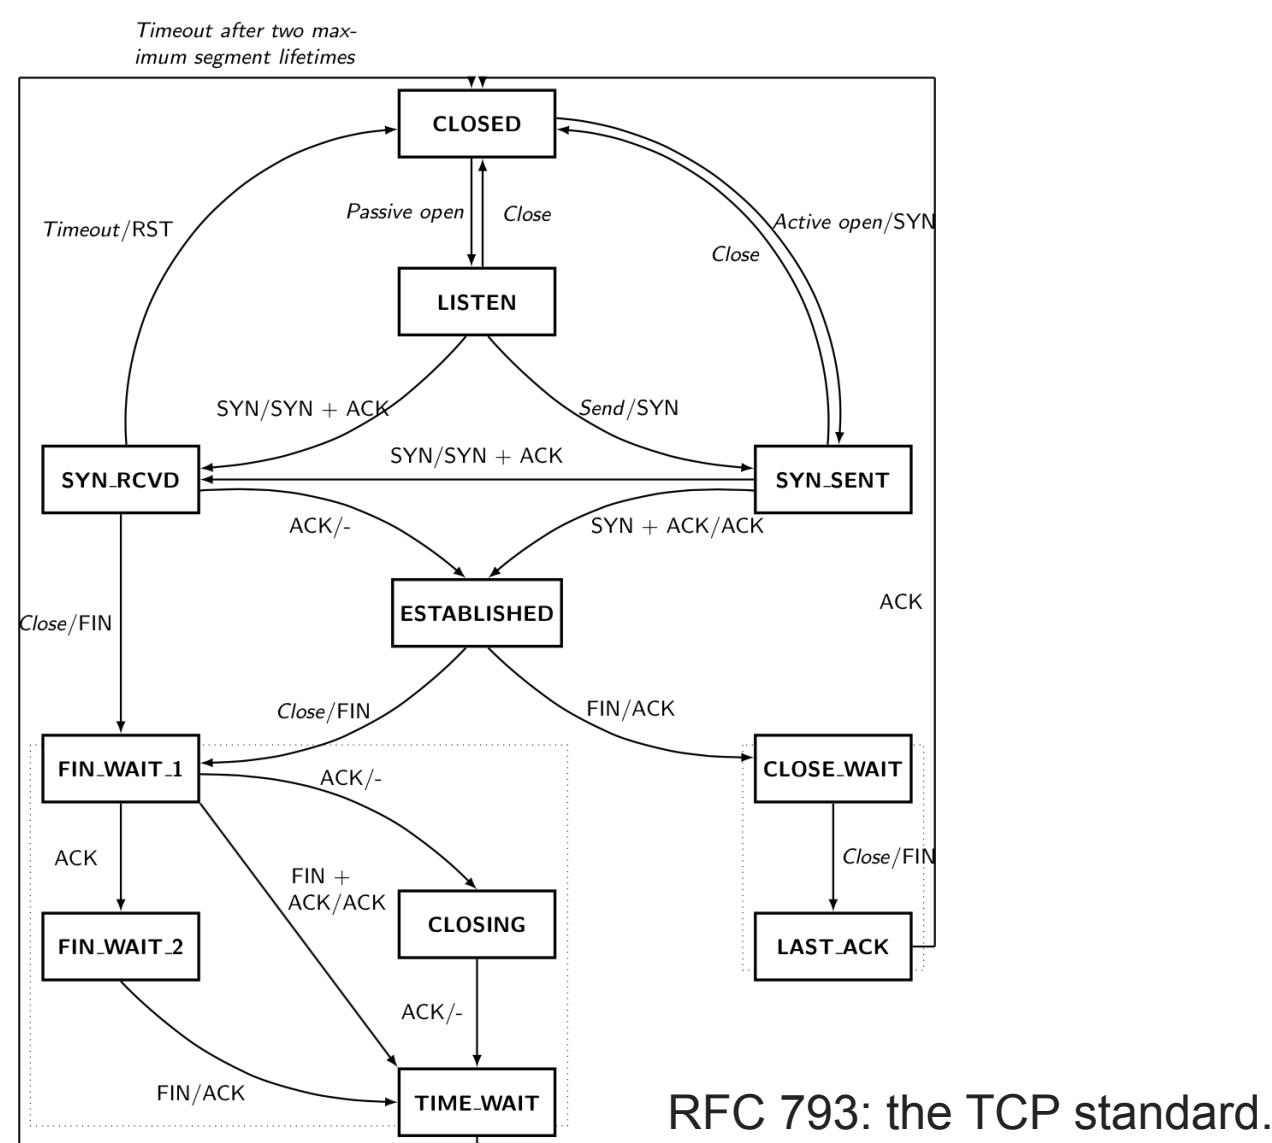 Timeout after two max-
imum segment lifetimes
CLOSED
Passive open
Close
Timeout/RST
Active open/SYN
Close
LISTEN
SYN/SYN + ACK
Send/SYN
SYN/SYN + ACK
SYN_RCVD
SYN_SENT
ACK/-
SYN + ACK/ACK
ESTABLISHED
ACK
Close/FIN
Close/FIN
FIN/ACK
FIN_WAIT_1
CLOSE_WAIT
ACK/-
ACK
FIN +
ACK/ACK
Close/FIN
CLOSING
FIN_WAIT_2
LAST_ACK
ACK/-
FIN/ACK
TIME_WAIT
RFC 793: the TCP standard.